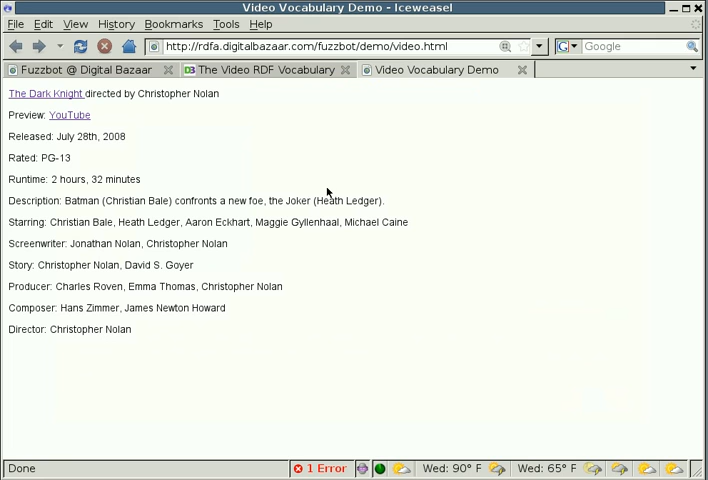 Video Vocabulary Demo - Iceweasel
File Edit View History Bookmarks Tools Help
http://rdfa.digitalbazaar.com/fuzzbot/demo/video.html
G Google
Fuzzbot @ Digital Bazaar
D3 The Video RDF Vocabulary
Video Vocabulary Demo
The Dark Knight directed by Christopher Nolan
Preview: YouTube
Released: July 28th, 2008
Rated: PG-13
Runtime: 2 hours, 32 minutes
Description: Batman (Christian Bale) confronts a new foe, the Joker (Heath Ledger).
Starring: Christian Bale, Heath Ledger, Aaron Eckhart, Maggie Gyllenhaal, Michael Caine
Screenwriter: Jonathan Nolan, Christopher Nolan
Story: Christopher Nolan, David S. Goyer
Producer: Charles Roven, Emma Thomas, Christopher Nolan
Composer: Hans Zimmer, James Newton Howard
Director: Christopher Nolan
Done
1 Error
Wed: 90° F
Wed: 65° F